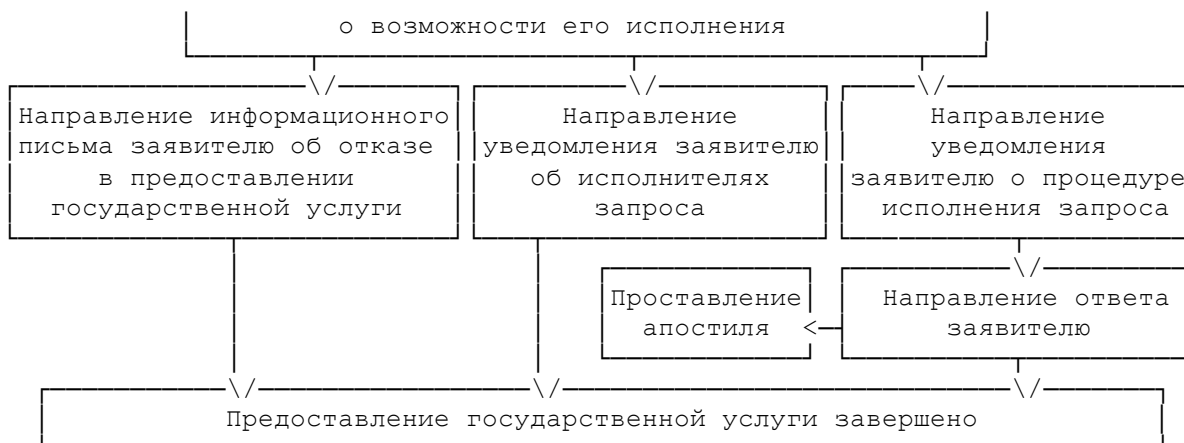 о возможности его исполнения
Направление информационного
письма заявителю об отказе
в предоставлении
государственной услуги
Направление
уведомления заявителю
об исполнителях
запроса
Направление
уведомления
заявителю о процедуре
исполнения запроса
Проставление
апостиля
Направление ответа
заявителю
Предоставление государственной услуги завершено